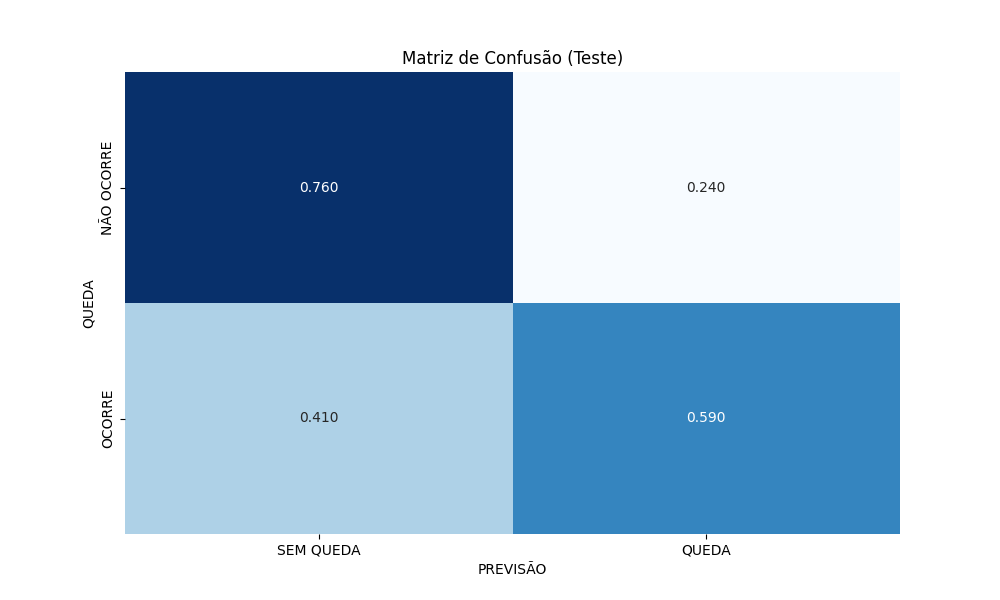 Matriz de Confusão (Teste)
NÃO OCORRE
0.760
0.240
QUEDA
OCORRE
0.410
0.590
SEM QUEDA
QUEDA
PREVISÃO